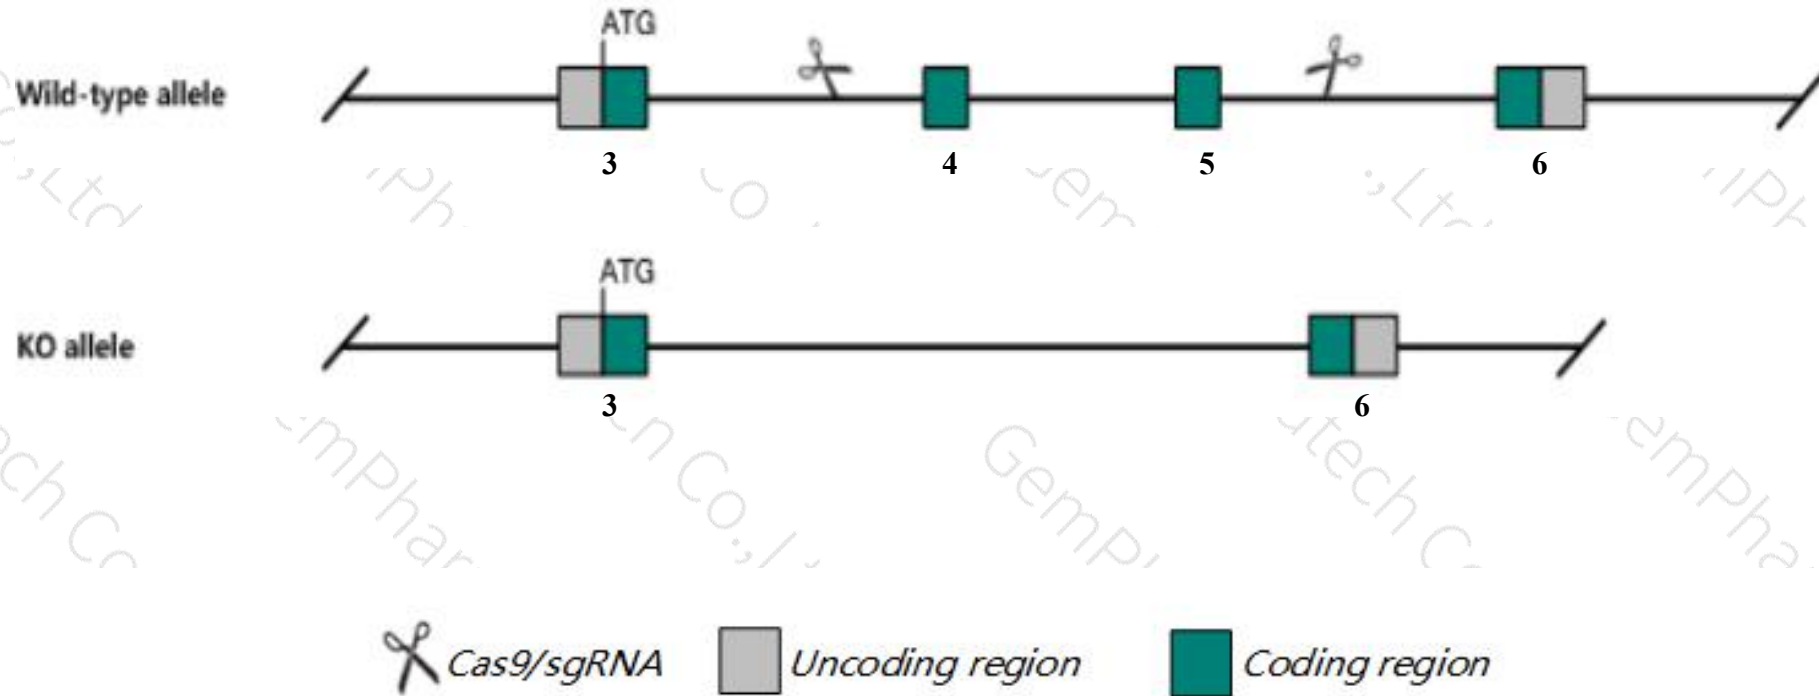 ATG
Wild-type allele
3 4 5 6
ATG
KO allele
3 6
Cas9/sgRNA Uncoding region Coding region
GemPh